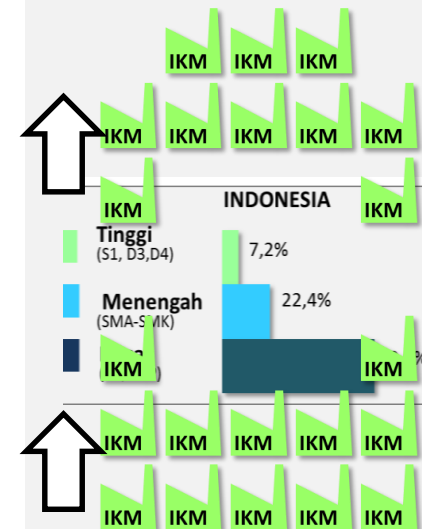 IKM IKM IKM
IKM IKM IKM IKM IKM
IKM INDONESIA IKM
Tinggi
(S1, D3,D4)
7,2%
Menengah
(SMA-SMK)
22,4%
IKM IKM
IKM IKM IKM IKM IKM
IKM IKM IKM IKM IKM